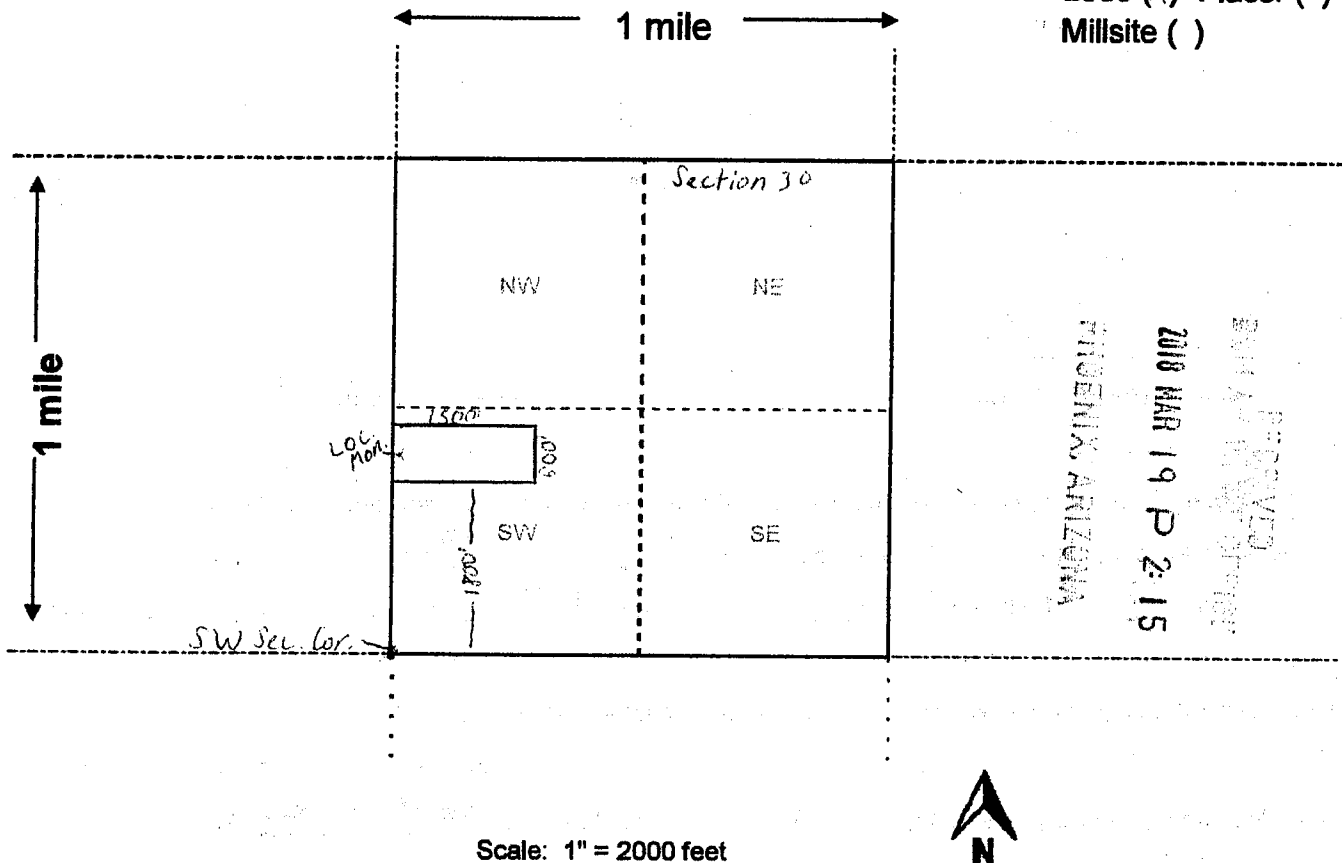 1 mile
Millsite ( )
Section 30
NW
NE
1 mile
1500'
LOC.
Mon.
600'
SW
SE
1800'
SW Sec. Cor.
2018 MAR 19 P 2:15
PHOENIX, ARIZONA
Scale: 1" = 2000 feet
N